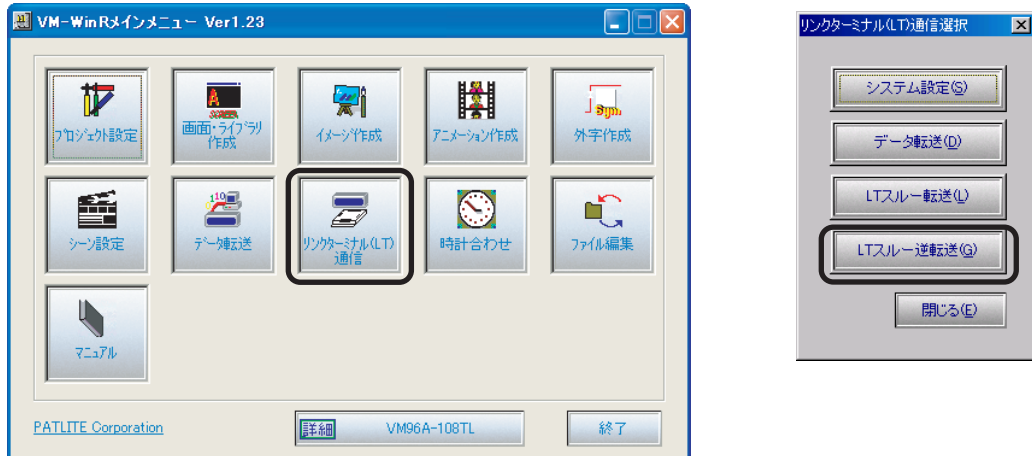 VM-WinRメインメニュー Ver1.23
プロジェクト設定
画面・ライブラリ
作成
イメージ作成
アニメーション作成
外字作成
シーン設定
データ転送
リンクターミナル(LT)
通信
時計合わせ
ファイル編集
マニュアル
PATLITE Corporation
詳細 VM96A-108TL
終了
リンクターミナル(LT)通信選択
システム設定(S)
データ転送(D)
LTスルー転送(L)
LTスルー逆転送(G)
閉じる(E)